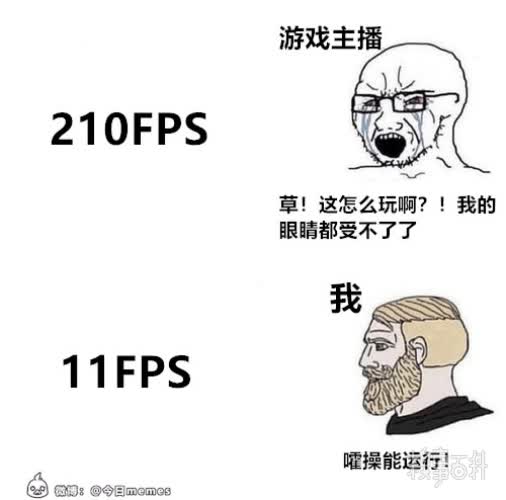 游戏主播
210FPS
草！这怎么玩啊？！我的
眼睛都受不了了
我
11FPS
嚯操能运行!
微博：@今日memes